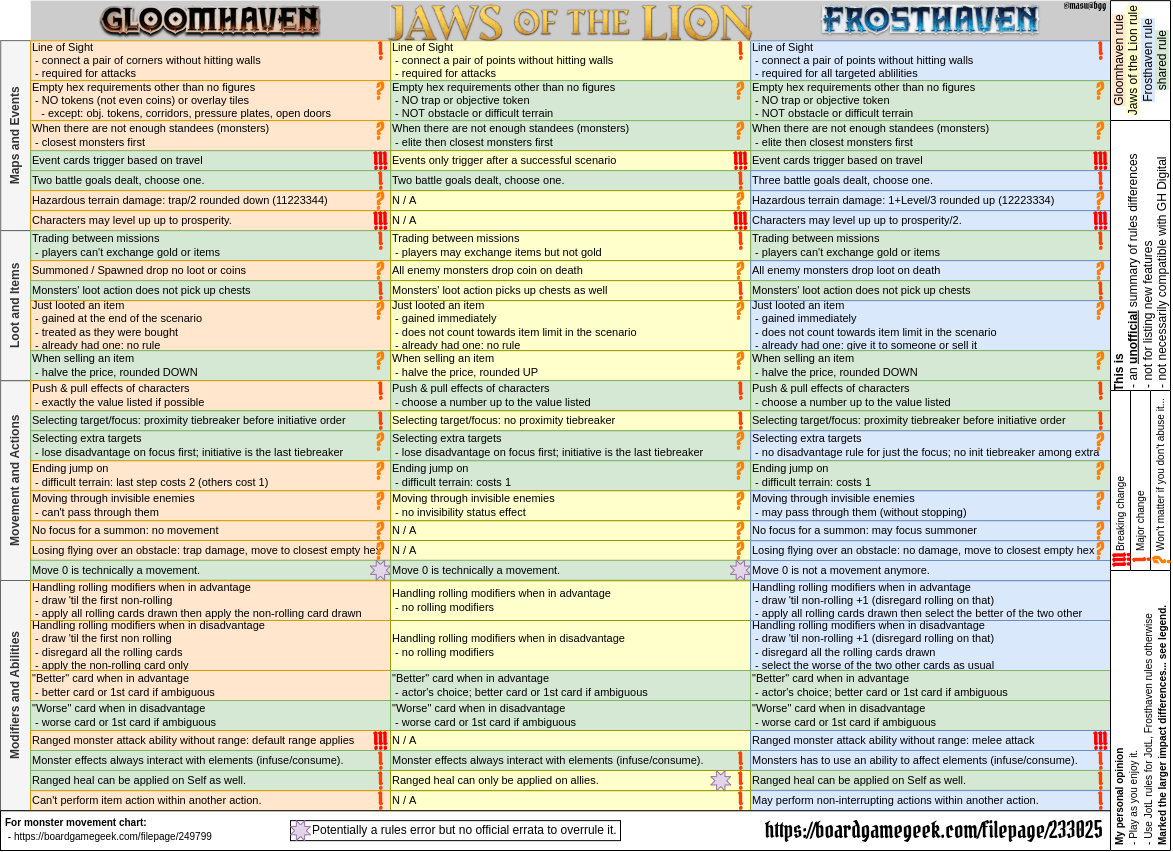 GLOOMHAVEN
JAWS OF THE LION
FROSTHAVEN
@masu@bgg
Maps and Events
Line of Sight
- connect a pair of corners without hitting walls
- required for attacks
!
Line of Sight
- connect a pair of points without hitting walls
- required for attacks
!
Line of Sight
- connect a pair of points without hitting walls
- required for all targeted ablilities
!
Empty hex requirements other than no figures
- NO tokens (not even coins) or overlay tiles
- except: obj. tokens, corridors, pressure plates, open doors
?
Empty hex requirements other than no figures
- NO trap or objective token
- NOT obstacle or difficult terrain
?
Empty hex requirements other than no figures
- NO trap or objective token
- NOT obstacle or difficult terrain
?
When there are not enough standees (monsters)
- closest monsters first
?
When there are not enough standees (monsters)
- elite then closest monsters first
?
When there are not enough standees (monsters)
- elite then closest monsters first
?
Event cards trigger based on travel
!!!
Events only trigger after a successful scenario
!!!
Event cards trigger based on travel
!!!
Two battle goals dealt, choose one.
!
Two battle goals dealt, choose one.
!
Three battle goals dealt, choose one.
!
Hazardous terrain damage: trap/2 rounded down (11223344)
?
N / A
?
Hazardous terrain damage: 1+Level/3 rounded up (12223334)
?
Characters may level up to prosperity.
!!!
N / A
!!!
Characters may level up up to prosperity/2.
!!!
Loot and Items
Trading between missions
- players can't exchange gold or items
!
Trading between missions
- players may exchange items but not gold
!
Trading between missions
- players can't exchange gold or items
!
Summoned / Spawned drop no loot or coins
?
All enemy monsters drop coin on death
?
All enemy monsters drop loot on death
?
Monsters' loot action does not pick up chests
!
Monsters' loot action picks up chests as well
!
Monsters' loot action does not pick up chests
!
Just looted an item
- gained at the end of the scenario
- treated as they were bought
- already had one: no rule
?
Just looted an item
- gained immediately
- does not count towards item limit in the scenario
- already had one: no rule
?
Just looted an item
- gained immediately
- does not count towards item limit in the scenario
- already had one: give it to someone or sell it
?
When selling an item
- halve the price, rounded DOWN
?
When selling an item
- halve the price, rounded UP
?
When selling an item
- halve the price, rounded DOWN
?
Movement and Actions
Push & pull effects of characters
- exactly the value listed if possible
!
Push & pull effects of characters
- choose a number up to the value listed
!
Push & pull effects of characters
- choose a number up to the value listed
!
Selecting target/focus: proximity tiebreaker before initiative order
!
Selecting target/focus: no proximity tiebreaker
!
Selecting target/focus: proximity tiebreaker before initiative order
!
Selecting extra targets
- lose disadvantage on focus first; initiative is the last tiebreaker
?
Selecting extra targets
- lose disadvantage on focus first; initiative is the last tiebreaker
?
Selecting extra targets
- no disadvantage rule for just the focus; no init tiebreaker among extra
?
Ending jump on
- difficult terrain: last step costs 2 (others cost 1)
?
Ending jump on
- difficult terrain: costs 1
?
Ending jump on
- difficult terrain: costs 1
?
Moving through invisible enemies
- can't pass through them
?
Moving through invisible enemies
- no invisibility status effect
?
Moving through invisible enemies
- may pass through them (without stopping)
?
No focus for a summon: no movement
?
N / A
?
No focus for a summon: may focus summoner
?
Losing flying over an obstacle: trap damage, move to closest empty hex
?
N / A
?
Losing flying over an obstacle: no damage, move to closest empty hex
?
Move 0 is technically a movement.
Move 0 is technically a movement.
Move 0 is not a movement anymore.
Modifiers and Abilities
Handling rolling modifiers when in advantage
- draw 'til the first non-rolling
- apply all rolling cards drawn then apply the non-rolling card drawn
Handling rolling modifiers when in advantage
- no rolling modifiers
Handling rolling modifiers when in advantage
- draw 'til non-rolling +1 (disregard rolling on that)
- apply all rolling cards drawn then select the better of the two other
Handling rolling modifiers when in disadvantage
- draw 'til the first non rolling
- disregard all the rolling cards
- apply the non-rolling card only
Handling rolling modifiers when in disadvantage
- no rolling modifiers
Handling rolling modifiers when in disadvantage
- draw 'til non-rolling +1 (disregard rolling on that)
- disregard all the rolling cards drawn
- select the worse of the two other cards as usual
"Better" card when in advantage
- better card or 1st card if ambiguous
"Better" card when in advantage
- actor's choice; better card or 1st card if ambiguous
"Better" card when in advantage
- actor's choice; better card or 1st card if ambiguous
"Worse" card when in disadvantage
- worse card or 1st card if ambiguous
"Worse" card when in disadvantage
- worse card or 1st card if ambiguous
"Worse" card when in disadvantage
- worse card or 1st card if ambiguous
Ranged monster attack ability without range: default range applies
!!!
N / A
Ranged monster attack ability without range: melee attack
!!!
Monster effects always interact with elements (infuse/consume).
!
Monster effects always interact with elements (infuse/consume).
!
Monsters has to use an ability to affect elements (infuse/consume).
!
Ranged heal can be applied on Self as well.
!
Ranged heal can only be applied on allies.
!
Ranged heal can be applied on Self as well.
!
Can't perform item action within another action.
!
N / A
!
May perform non-interrupting actions within another action.
!
Gloomhaven rule
Jaws of the Lion rule
Frosthaven rule
shared rule
This is
- an unofficial summary of rules differences
- not for listing new features
- not necessarily compatible with GH Digital
!!! Breaking change
! Major change
? Won't matter if you don't abuse it...
My personal opinion
- Play as you enjoy it.
- Use JotL rules for JotL, Frosthaven rules otherwise
Marked the larger impact differences... see legend.
For monster movement chart:
- https://boardgamegeek.com/filepage/249799
Potentially a rules error but no official errata to overrule it.
https://boardgamegeek.com/filepage/233025